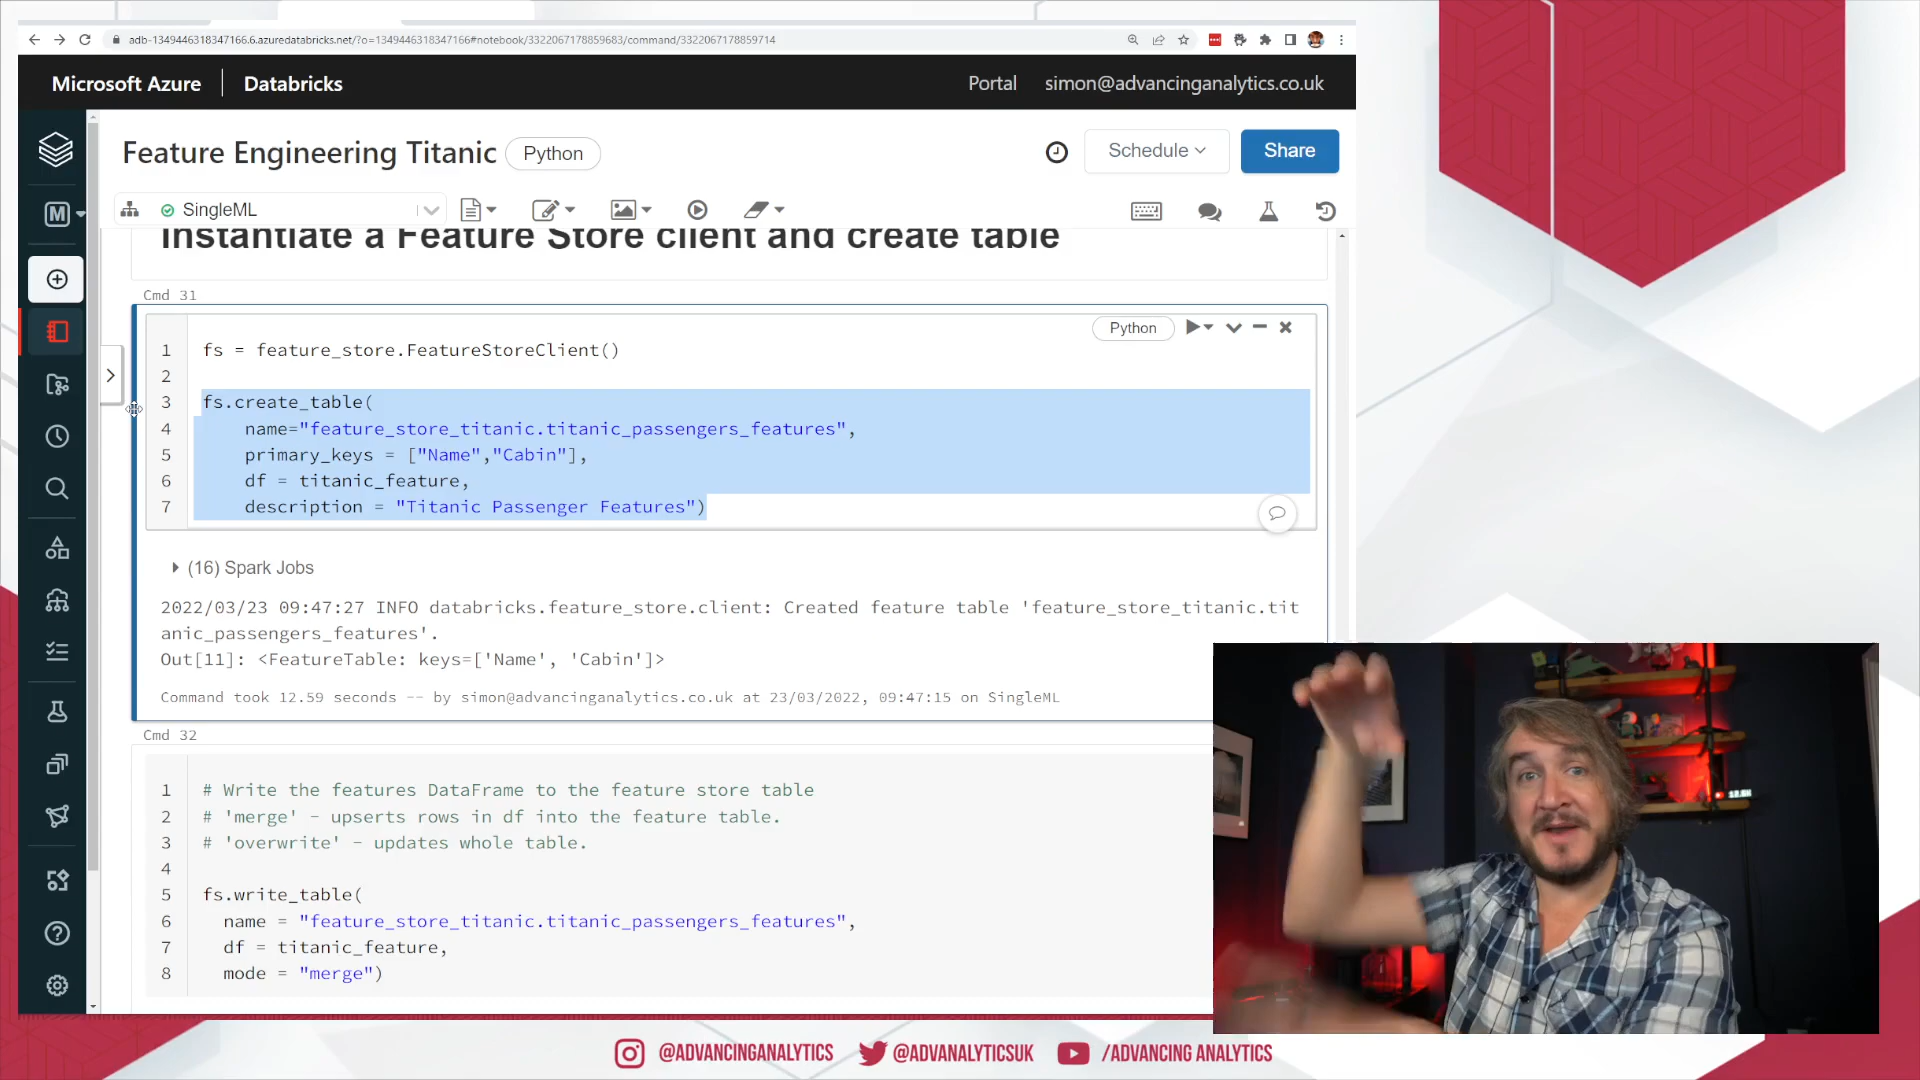 adb-1349446318347166.6.azuredatabricks.net/?o=1349446318347166#notebook/3322067178859683/command/3322067178859714
Microsoft Azure
Databricks
Portal
simon@advancinganalytics.co.uk
Feature Engineering Titanic
Python
Schedule
Share
M
SingleML
Instantiate a Feature Store client and create table
Cmd 31
Python
1 fs = feature_store.FeatureStoreClient()
2
3 fs.create_table(
4 name="feature_store_titanic.titanic_passengers_features",
5 primary_keys = ["Name","Cabin"],
6 df = titanic_feature,
7 description = "Titanic Passenger Features")
(16) Spark Jobs
2022/03/23 09:47:27 INFO databricks.feature_store.client: Created feature table 'feature_store_titanic.tit
anic_passengers_features'.
Out[11]: <FeatureTable: keys=['Name', 'Cabin']>
Command took 12.59 seconds -- by simon@advancinganalytics.co.uk at 23/03/2022, 09:47:15 on SingleML
Cmd 32
1 # Write the features DataFrame to the feature store table
2 # 'merge' - upserts rows in df into the feature table.
3 # 'overwrite' - updates whole table.
4
5 fs.write_table(
6 name = "feature_store_titanic.titanic_passengers_features",
7 df = titanic_feature,
8 mode = "merge")
@ADVANCINGANALYTICS
@ADVANALYTICSUK
/ADVANCING ANALYTICS